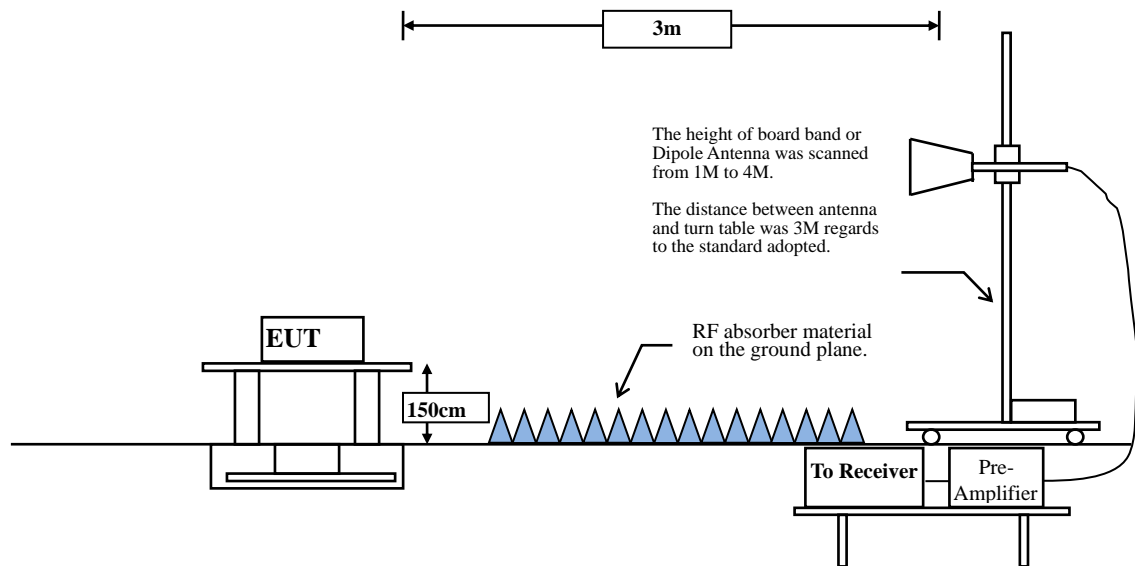 3m
The height of board band or
Dipole Antenna was scanned
from 1M to 4M.
The distance between antenna
and turn table was 3M regards
to the standard adopted.
EUT
RF absorber material
on the ground plane.
150cm
To Receiver
Pre-
Amplifier